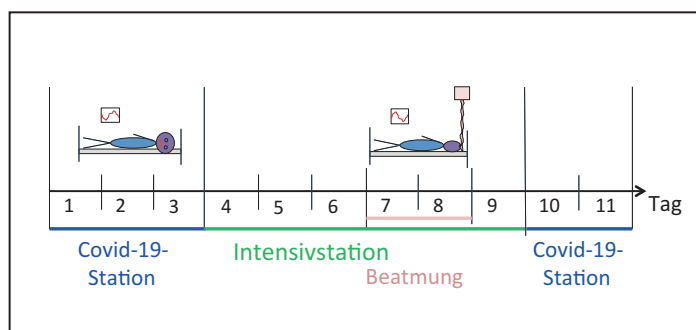 1 2 3 4 5 6 7 8 9 10 11 Tag
Covid-19-
Station
Intensivstation
Beatmung
Covid-19-
Station